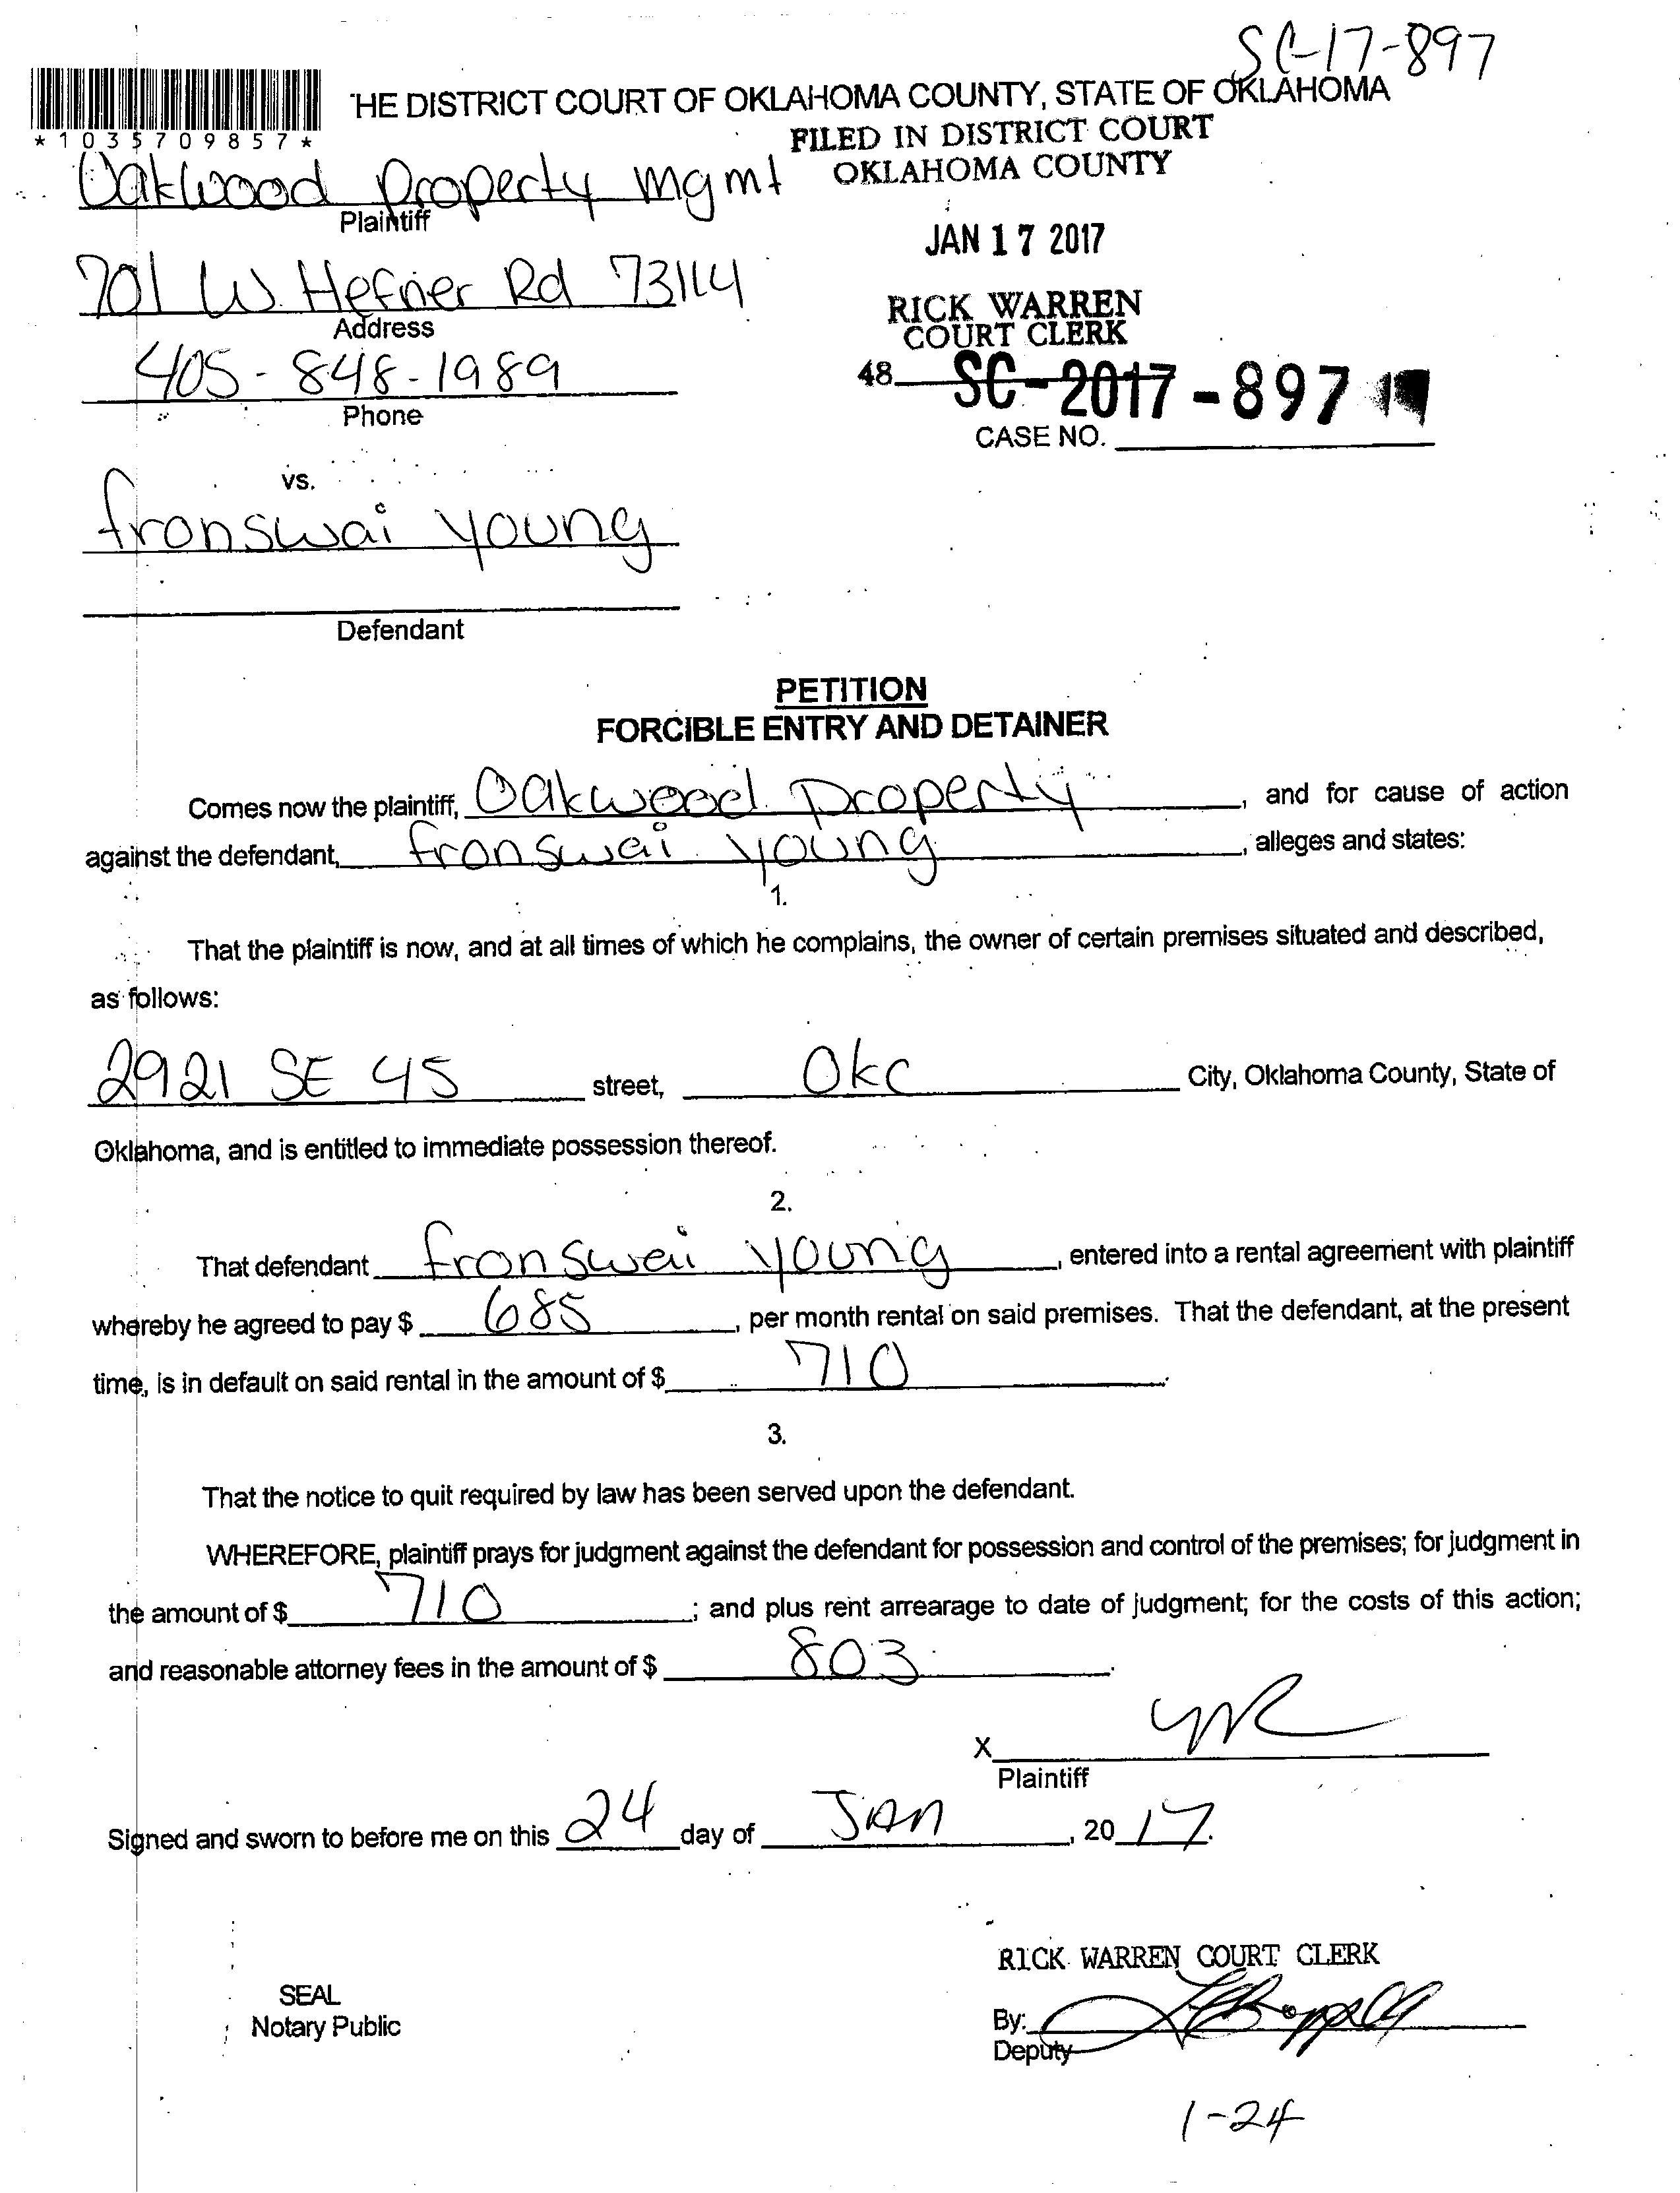 SC-17-897
'HE DISTRICT COURT OF OKLAHOMA COUNTY, STATE OF OKLAHOMA
*1035709857*
FILED IN DISTRICT COURT
OKLAHOMA COUNTY
Oakwood Property mgmt
Plaintiff
JAN 17 2017
701 W. Hefner Rd 73114
Address
RICK WARREN
COURT CLERK
405-848-1989
Phone
48 SC-2017-897
CASE NO.
vs.
fronswai young
Defendant
PETITION
FORCIBLE ENTRY AND DETAINER
Comes now the plaintiff, Oakwood Property, and for cause of action
against the defendant, fronswai young, alleges and states:
1.
That the plaintiff is now, and at all times of which he complains, the owner of certain premises situated and described,
as follows:
2921 SE 45 street, Okc City, Oklahoma County, State of
Oklahoma, and is entitled to immediate possession thereof.
2.
That defendant fronswai young, entered into a rental agreement with plaintiff
whereby he agreed to pay $ 685, per month rental on said premises. That the defendant, at the present
time, is in default on said rental in the amount of $ 710.
3.
That the notice to quit required by law has been served upon the defendant.
WHEREFORE, plaintiff prays for judgment against the defendant for possession and control of the premises; for judgment in
the amount of $ 710; and plus rent arrearage to date of judgment; for the costs of this action;
and reasonable attorney fees in the amount of $ 803.
X
Plaintiff
Signed and sworn to before me on this 24 day of JAN, 2017.
RICK WARREN COURT CLERK
SEAL
Notary Public
By:
Deputy
1-24